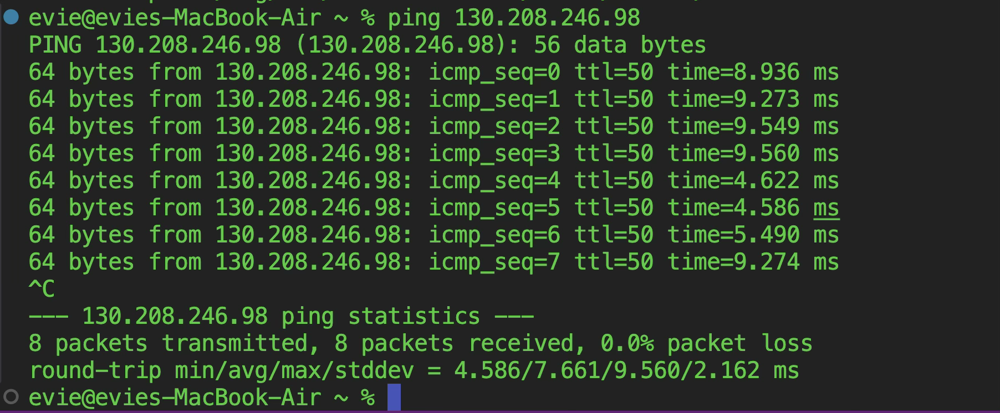 evie@evies-MacBook-Air ~ % ping 130.208.246.98
PING 130.208.246.98 (130.208.246.98): 56 data bytes
64 bytes from 130.208.246.98: icmp_seq=0 ttl=50 time=8.936 ms
64 bytes from 130.208.246.98: icmp_seq=1 ttl=50 time=9.273 ms
64 bytes from 130.208.246.98: icmp_seq=2 ttl=50 time=9.549 ms
64 bytes from 130.208.246.98: icmp_seq=3 ttl=50 time=9.560 ms
64 bytes from 130.208.246.98: icmp_seq=4 ttl=50 time=4.622 ms
64 bytes from 130.208.246.98: icmp_seq=5 ttl=50 time=4.586 ms
64 bytes from 130.208.246.98: icmp_seq=6 ttl=50 time=5.490 ms
64 bytes from 130.208.246.98: icmp_seq=7 ttl=50 time=9.274 ms
^C
--- 130.208.246.98 ping statistics ---
8 packets transmitted, 8 packets received, 0.0% packet loss
round-trip min/avg/max/stddev = 4.586/7.661/9.560/2.162 ms
evie@evies-MacBook-Air ~ %